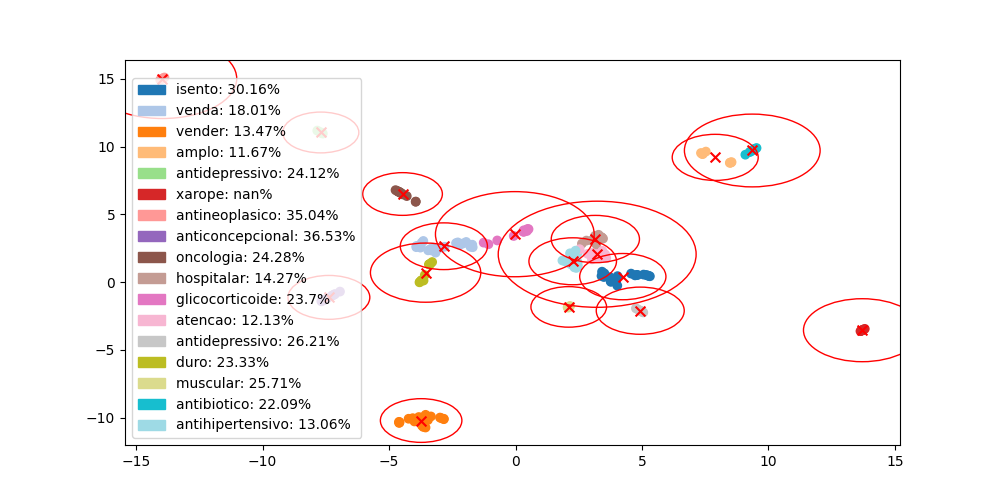 15
10
5
0
−5
−10
isento: 30.16%
venda: 18.01%
vender: 13.47%
amplo: 11.67%
antidepressivo: 24.12%
xarope: nan%
antineoplasico: 35.04%
anticoncepcional: 36.53%
oncologia: 24.28%
hospitalar: 14.27%
glicocorticoide: 23.7%
atencao: 12.13%
antidepressivo: 26.21%
duro: 23.33%
muscular: 25.71%
antibiotico: 22.09%
antihipertensivo: 13.06%
−15 −10 −5 0 5 10 15